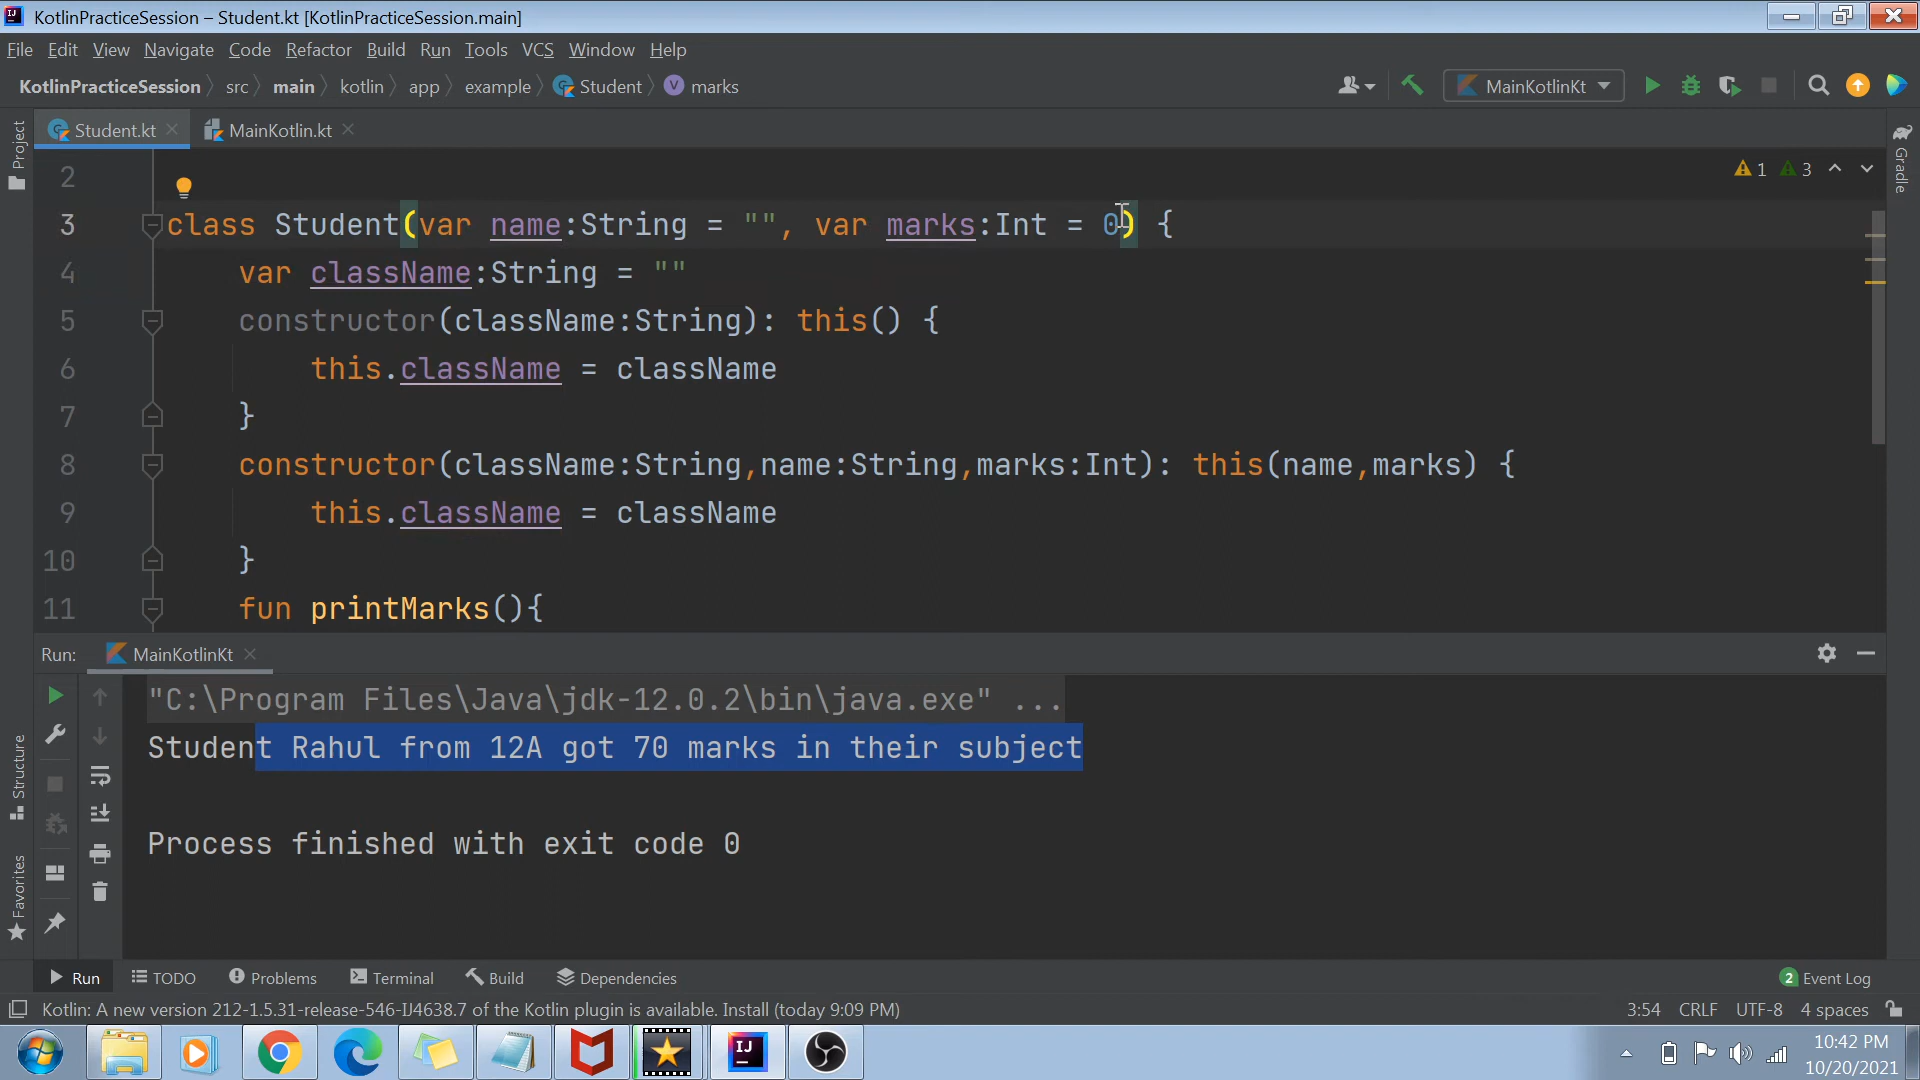 KotlinPracticeSession – Student.kt [KotlinPracticeSession.main]
File Edit View Navigate Code Refactor Build Run Tools VCS Window Help
KotlinPracticeSession src main kotlin app example Student marks
MainKotlinKt
Student.kt MainKotlin.kt
Project
Gradle
1 3
2
3 class Student(var name:String = "", var marks:Int = 0) {
4 var className:String = ""
5 constructor(className:String): this() {
6 this.className = className
7 }
8 constructor(className:String,name:String,marks:Int): this(name,marks) {
9 this.className = className
10 }
11 fun printMarks(){
Run: MainKotlinKt
"C:\Program Files\Java\jdk-12.0.2\bin\java.exe" ...
Student Rahul from 12A got 70 marks in their subject
Process finished with exit code 0
Structure
Favorites
Run TODO Problems Terminal Build Dependencies 2 Event Log
Kotlin: A new version 212-1.5.31-release-546-IJ4638.7 of the Kotlin plugin is available. Install (today 9:09 PM) 3:54 CRLF UTF-8 4 spaces
10:42 PM
10/20/2021